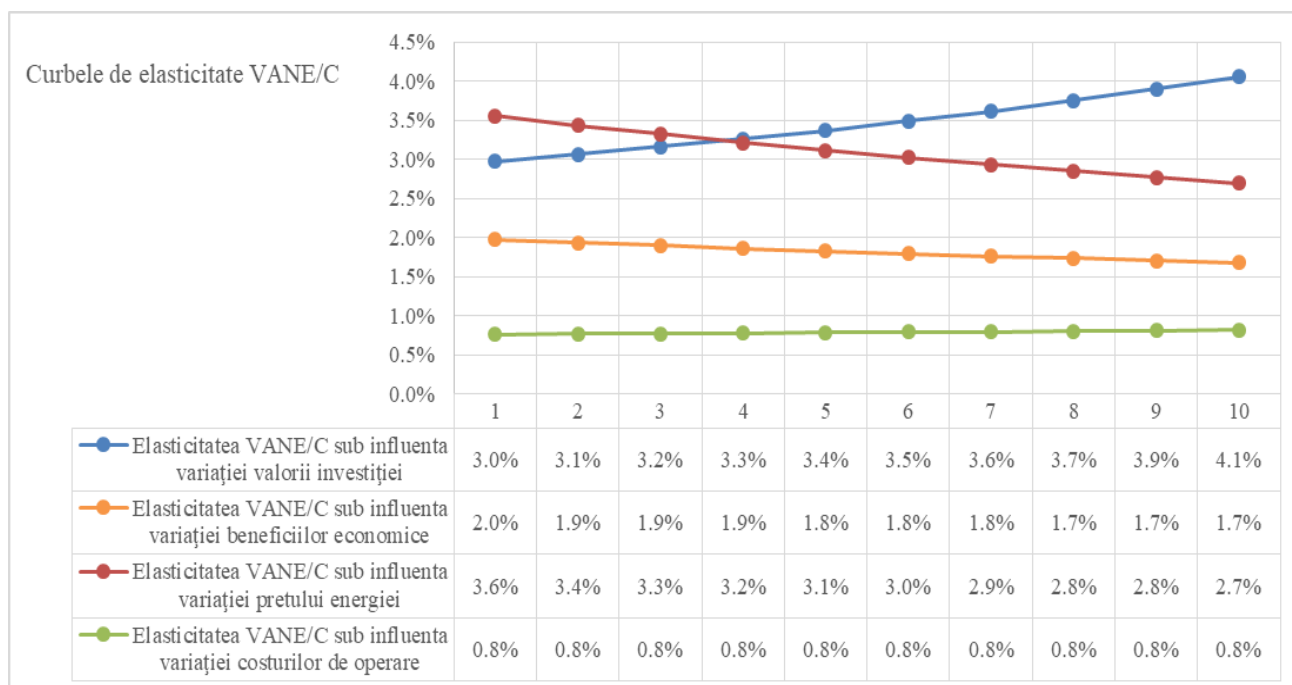 Curbele de elasticitate VANE/C
4.5%
4.0%
3.5%
3.0%
2.5%
2.0%
1.5%
1.0%
0.5%
0.0%
1 2 3 4 5 6 7 8 9 10
Elasticitatea VANE/C sub influenta
variației valorii investiției
3.0% 3.1% 3.2% 3.3% 3.4% 3.5% 3.6% 3.7% 3.9% 4.1%
Elasticitatea VANE/C sub influenta
variației beneficiilor economice
2.0% 1.9% 1.9% 1.9% 1.8% 1.8% 1.8% 1.7% 1.7% 1.7%
Elasticitatea VANE/C sub influenta
variației pretului energiei
3.6% 3.4% 3.3% 3.2% 3.1% 3.0% 2.9% 2.8% 2.8% 2.7%
Elasticitatea VANE/C sub influenta
variației costurilor de operare
0.8% 0.8% 0.8% 0.8% 0.8% 0.8% 0.8% 0.8% 0.8% 0.8%